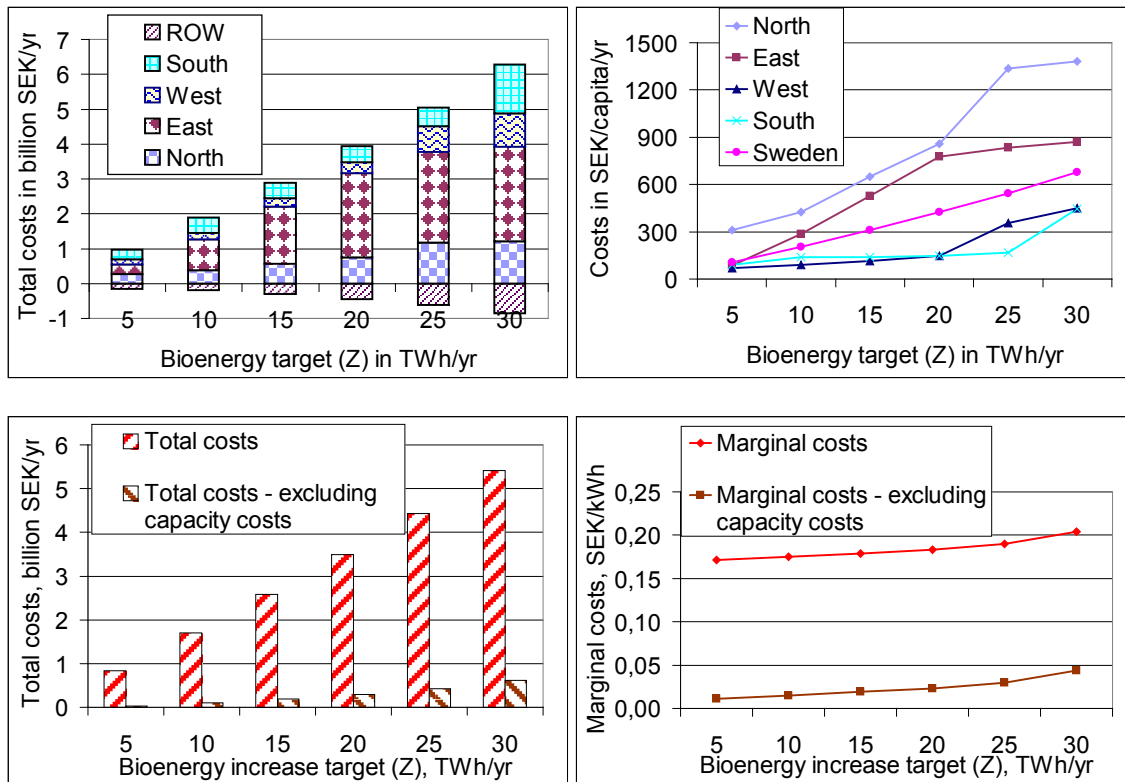 Total costs in billion SEK/yr
7
6
5
4
3
2
1
0
-1
ROW
South
West
East
North
5 10 15 20 25 30
Bioenergy target (Z) in TWh/yr
Costs in SEK/capita/yr
1500
1200
900
600
300
0
North
East
West
South
Sweden
5 10 15 20 25 30
Bioenergy target (Z) in TWh/yr
Total costs, billion SEK/yr
6
5
4
3
2
1
0
Total costs
Total costs - excluding
capacity costs
5 10 15 20 25 30
Bioenergy increase target (Z), TWh/yr
Marginal costs, SEK/kWh
0,25
0,20
0,15
0,10
0,05
0,00
Marginal costs
Marginal costs - excluding
capacity costs
5 10 15 20 25 30
Bioenergy increase target (Z), TWh/yr